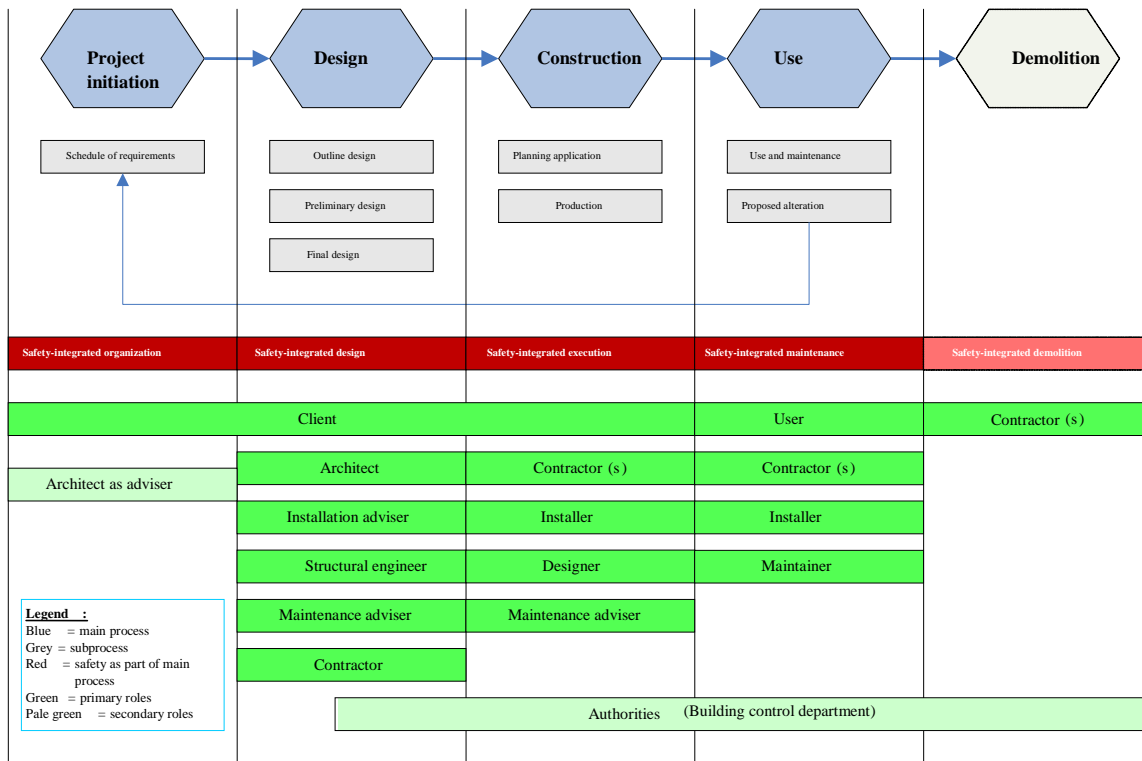 Project
initiation
Design
Construction
Use
Demolition
Schedule of requirements
Outline design
Planning application
Use and maintenance
Preliminary design
Production
Proposed alteration
Final design
Safety-integrated organization
Safety-integrated design
Safety-integrated execution
Safety-integrated maintenance
Safety-integrated demolition
Client
User
Contractor (s)
Architect
Contractor (s)
Contractor (s)
Architect as adviser
Installation adviser
Installer
Installer
Structural engineer
Designer
Maintainer
Maintenance adviser
Maintenance adviser
Contractor
Authorities (Building control department)
Legend :
Blue = main process
Grey = subprocess
Red = safety as part of main
process
Green = primary roles
Pale green = secondary roles